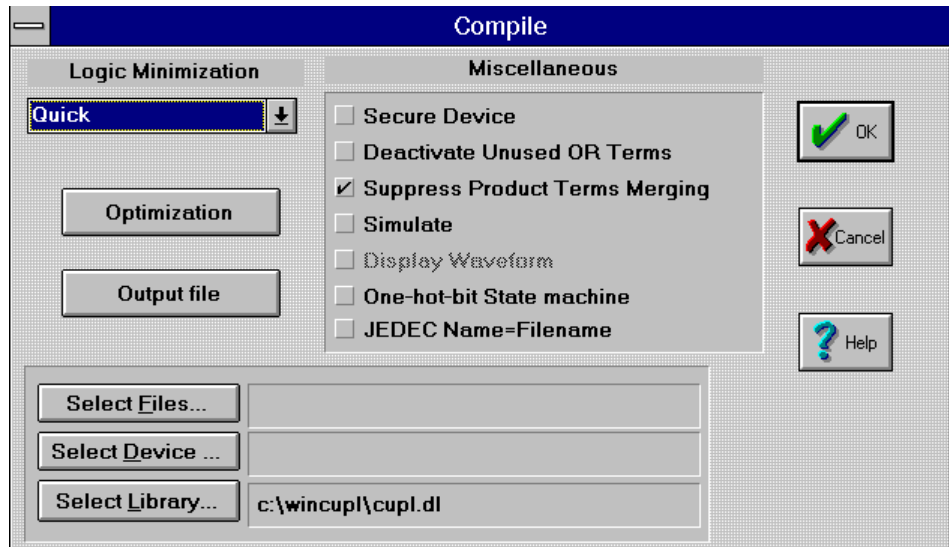 Compile
Logic Minimization
Miscellaneous
Quick
Secure Device
Deactivate Unused OR Terms
Suppress Product Terms Merging
Simulate
Display Waveform
One-hot-bit State machine
JEDEC Name=Filename
Optimization
Output file
OK
Cancel
Help
Select Files...
Select Device ...
Select Library...
c:\wincupl\cupl.dl